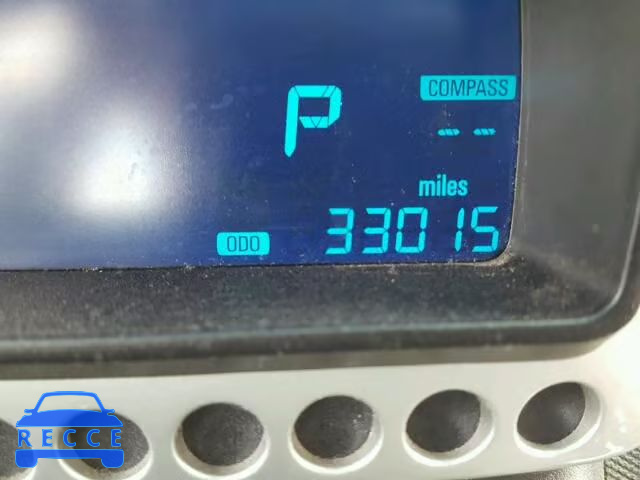 P
COMPASS
--
miles
ODO 33015
RECCE